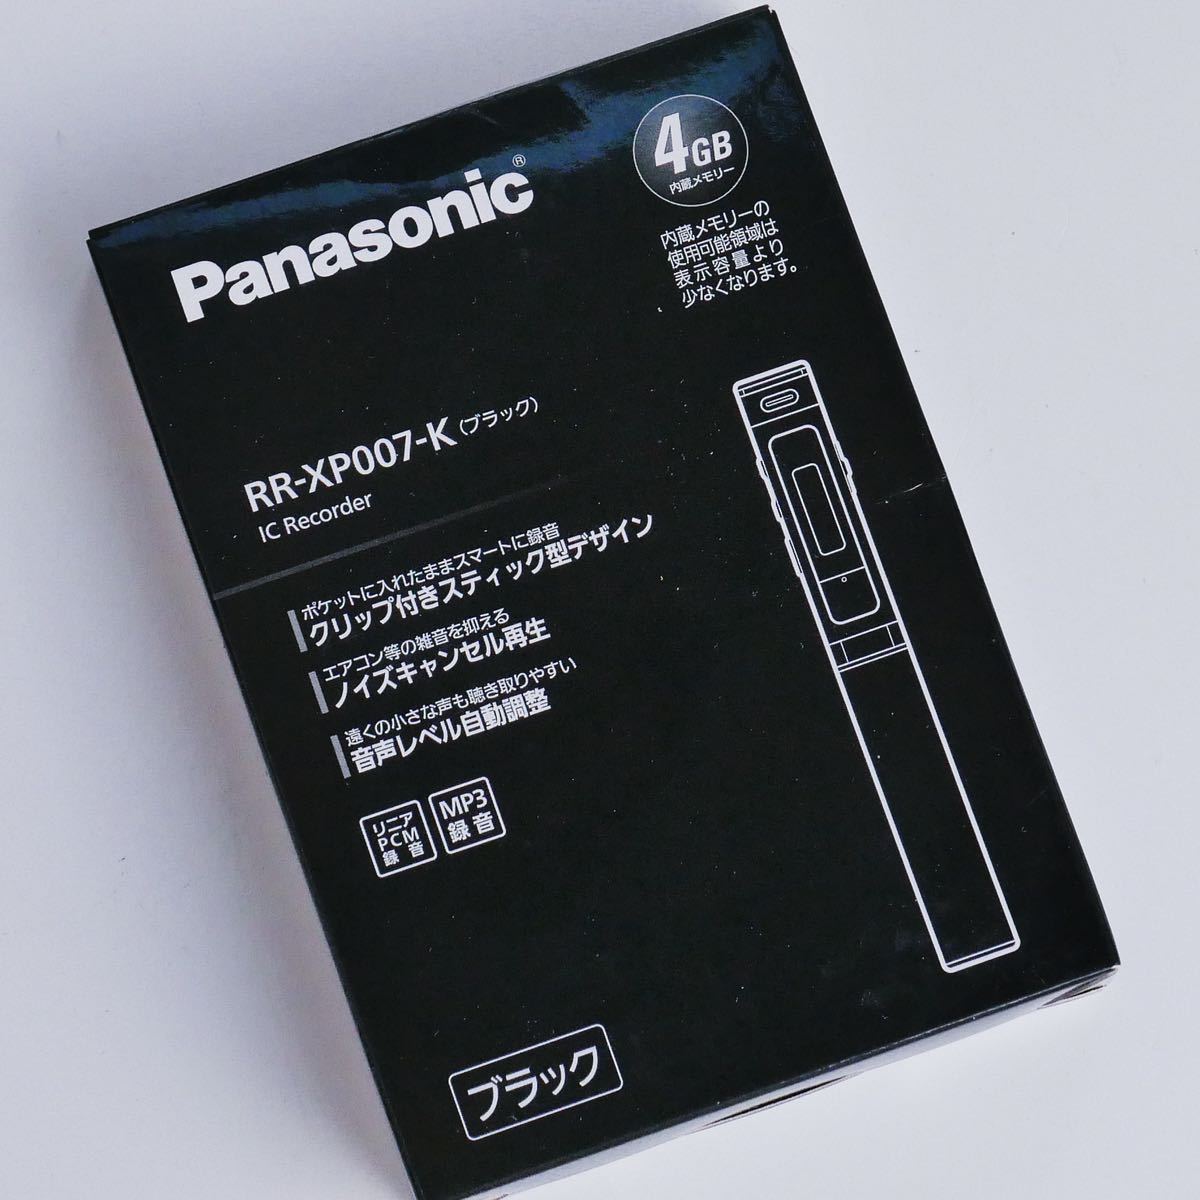 Panasonic®
4GB
内蔵メモリー
内蔵メモリーの
使用可能領域は
表示容量より
少なくなります。
RR-XP007-K（ブラック）
IC Recorder
ポケットに入れたままスマートに録音
クリップ付きスティック型デザイン
エアコン等の雑音を抑える
ノイズキャンセル再生
遠くの小さな声も聴き取りやすい
音声レベル自動調整
リニア
PCM
録音
MP3
録音
ブラック